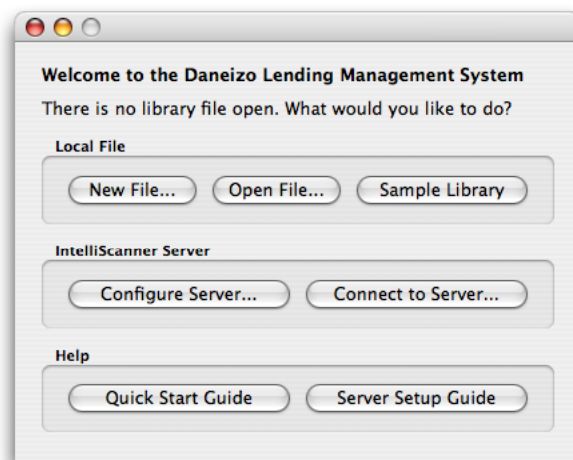 Welcome to the Daneizo Lending Management System
There is no library file open. What would you like to do?
Local File
New File... Open File... Sample Library
IntelliScanner Server
Configure Server... Connect to Server...
Help
Quick Start Guide Server Setup Guide